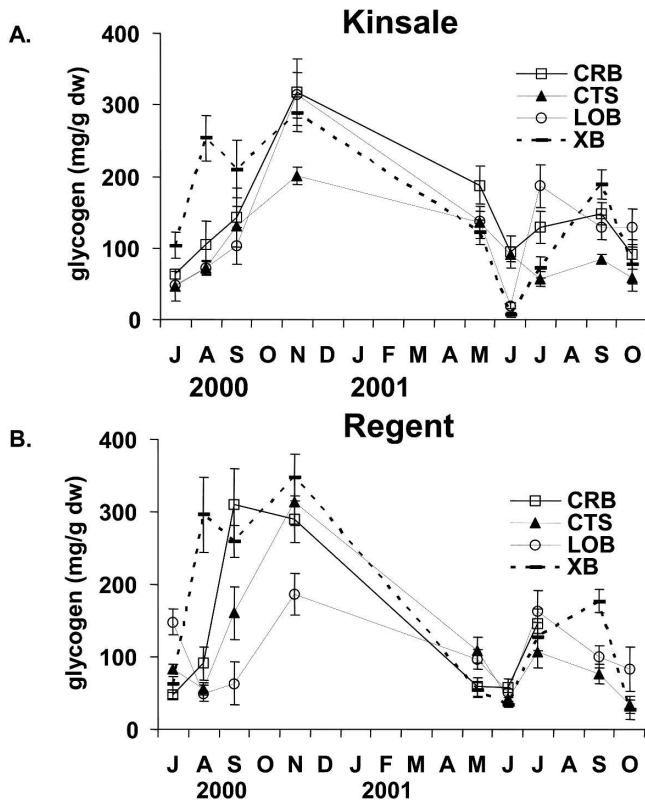 A.
Kinsale
glycogen (mg/g dw)
400
300
200
100
0
CRB
CTS
LOB
XB
J A S O N D J F M A M J J A S O
2000 2001
B.
Regent
glycogen (mg/g dw)
400
300
200
100
0
CRB
CTS
LOB
XB
J A S O N D J F M A M J J A S O
2000 2001